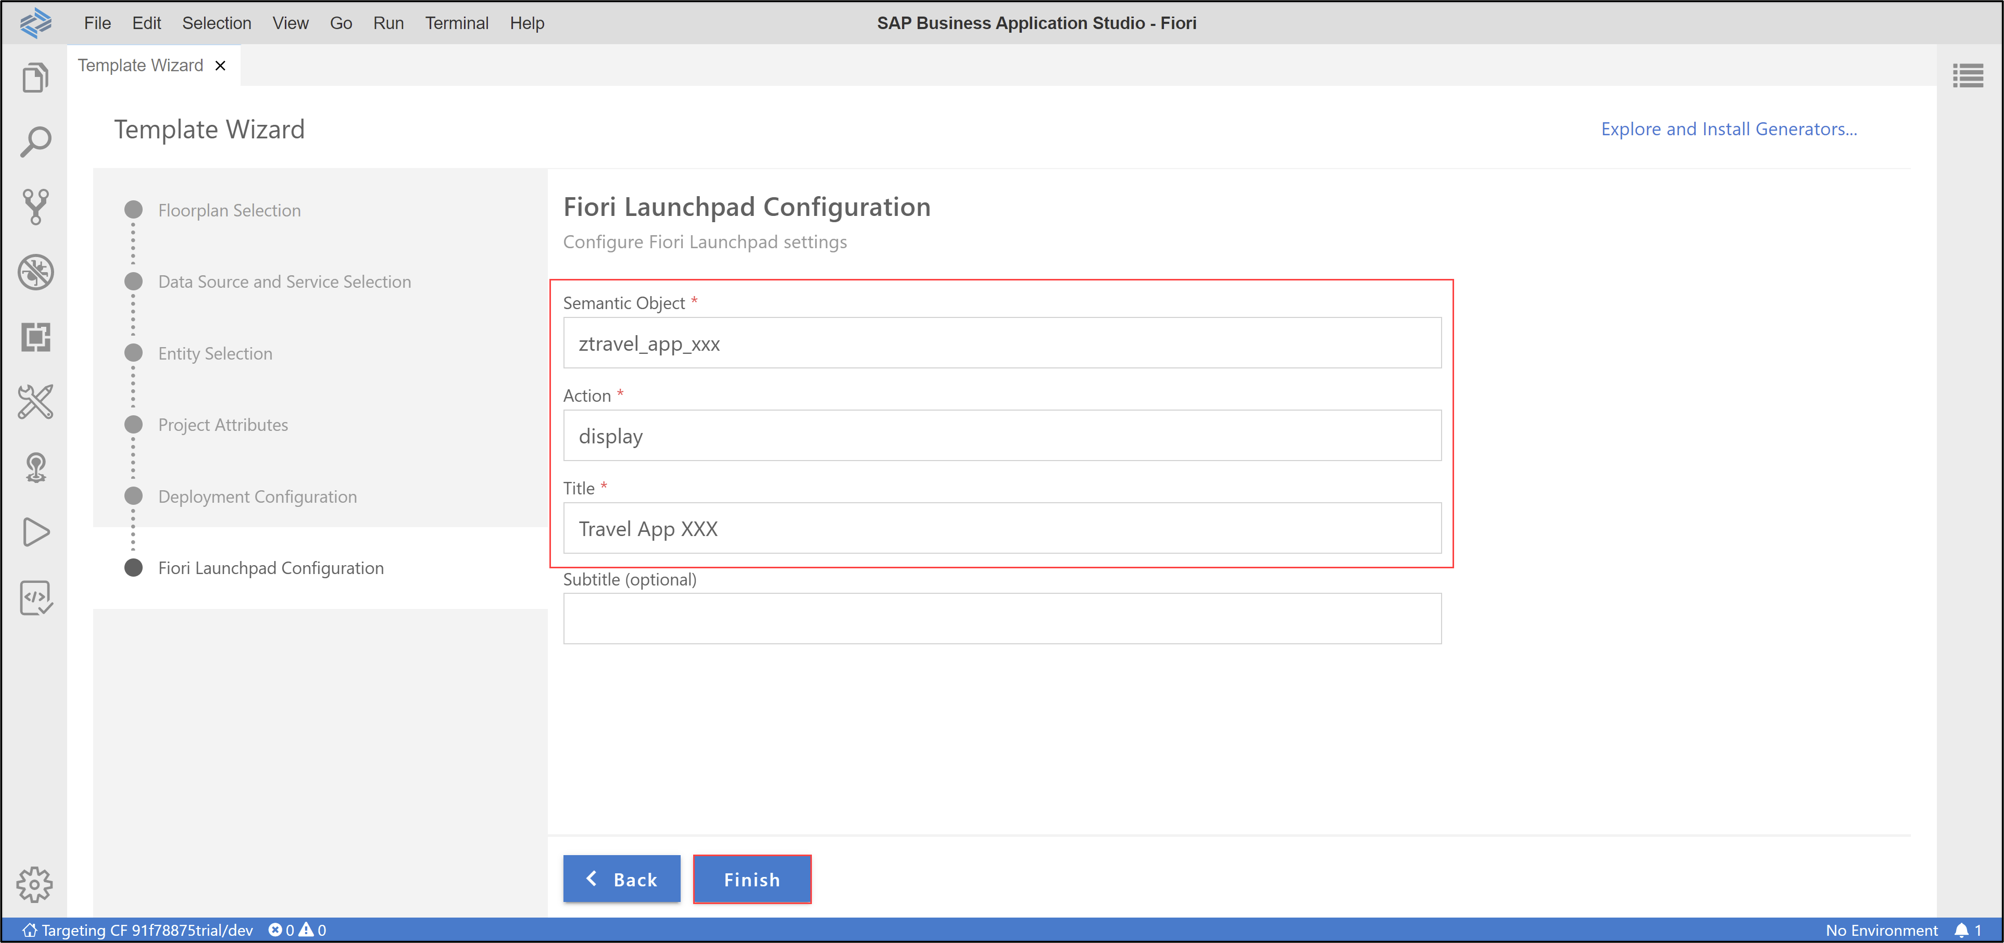 File Edit Selection View Go Run Terminal Help
SAP Business Application Studio - Fiori
Template Wizard ×
Template Wizard
Explore and Install Generators...
Floorplan Selection
Data Source and Service Selection
Entity Selection
Project Attributes
Deployment Configuration
Fiori Launchpad Configuration
Fiori Launchpad Configuration
Configure Fiori Launchpad settings
Semantic Object *
ztravel_app_xxx
Action *
display
Title *
Travel App XXX
Subtitle (optional)
Back
Finish
Targeting CF 91f78875trial/dev 0 0
No Environment 1